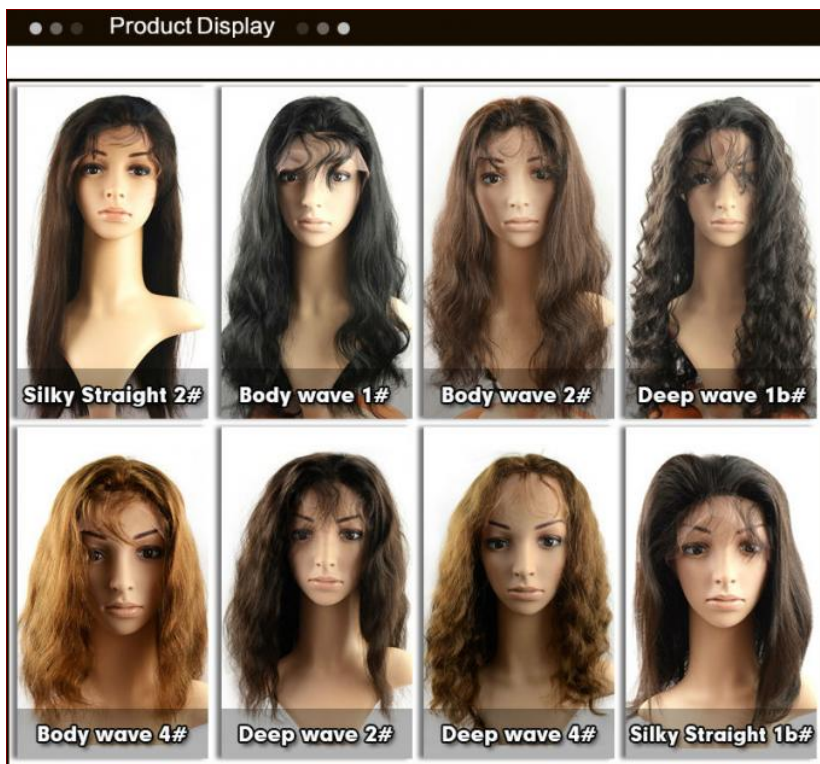 Product Display
Silky Straight 2#
Body wave 1#
Body wave 2#
Deep wave 1b#
Body wave 4#
Deep wave 2#
Deep wave 4#
Silky Straight 1b#